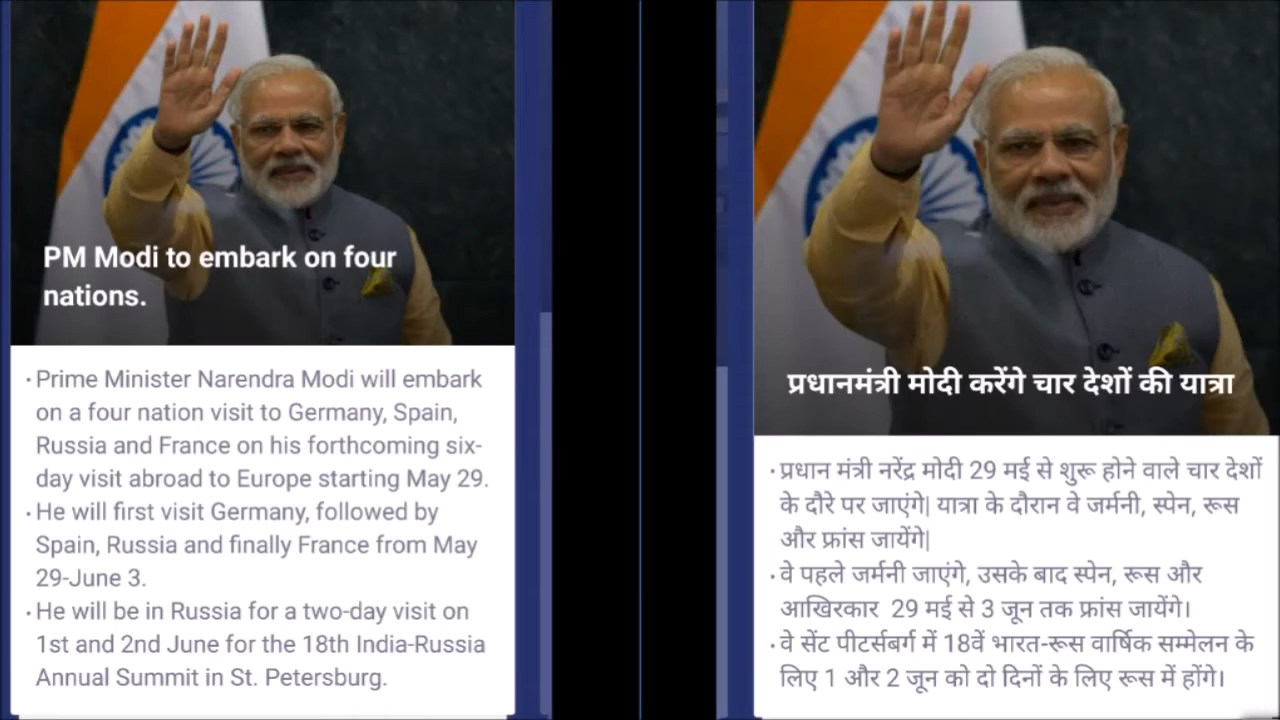 PM Modi to embark on four
nations.
· Prime Minister Narendra Modi will embark
on a four nation visit to Germany, Spain,
Russia and France on his forthcoming six-
day visit abroad to Europe starting May 29.
· He will first visit Germany, followed by
Spain, Russia and finally France from May
29-June 3.
· He will be in Russia for a two-day visit on
1st and 2nd June for the 18th India-Russia
Annual Summit in St. Petersburg.
प्रधानमंत्री मोदी करेंगे चार देशों की यात्रा
· प्रधान मंत्री नरेंद्र मोदी 29 मई से शुरू होने वाले चार देशों
के दौरे पर जाएंगे| यात्रा के दौरान वे जर्मनी, स्पेन, रूस
और फ्रांस जायेंगे|
· वे पहले जर्मनी जाएंगे, उसके बाद स्पेन, रूस और
आखिरकार 29 मई से 3 जून तक फ्रांस जायेंगे।
· वे सेंट पीटर्सबर्ग में 18वें भारत-रूस वार्षिक सम्मेलन के
लिए 1 और 2 जून को दो दिनों के लिए रूस में होंगे।